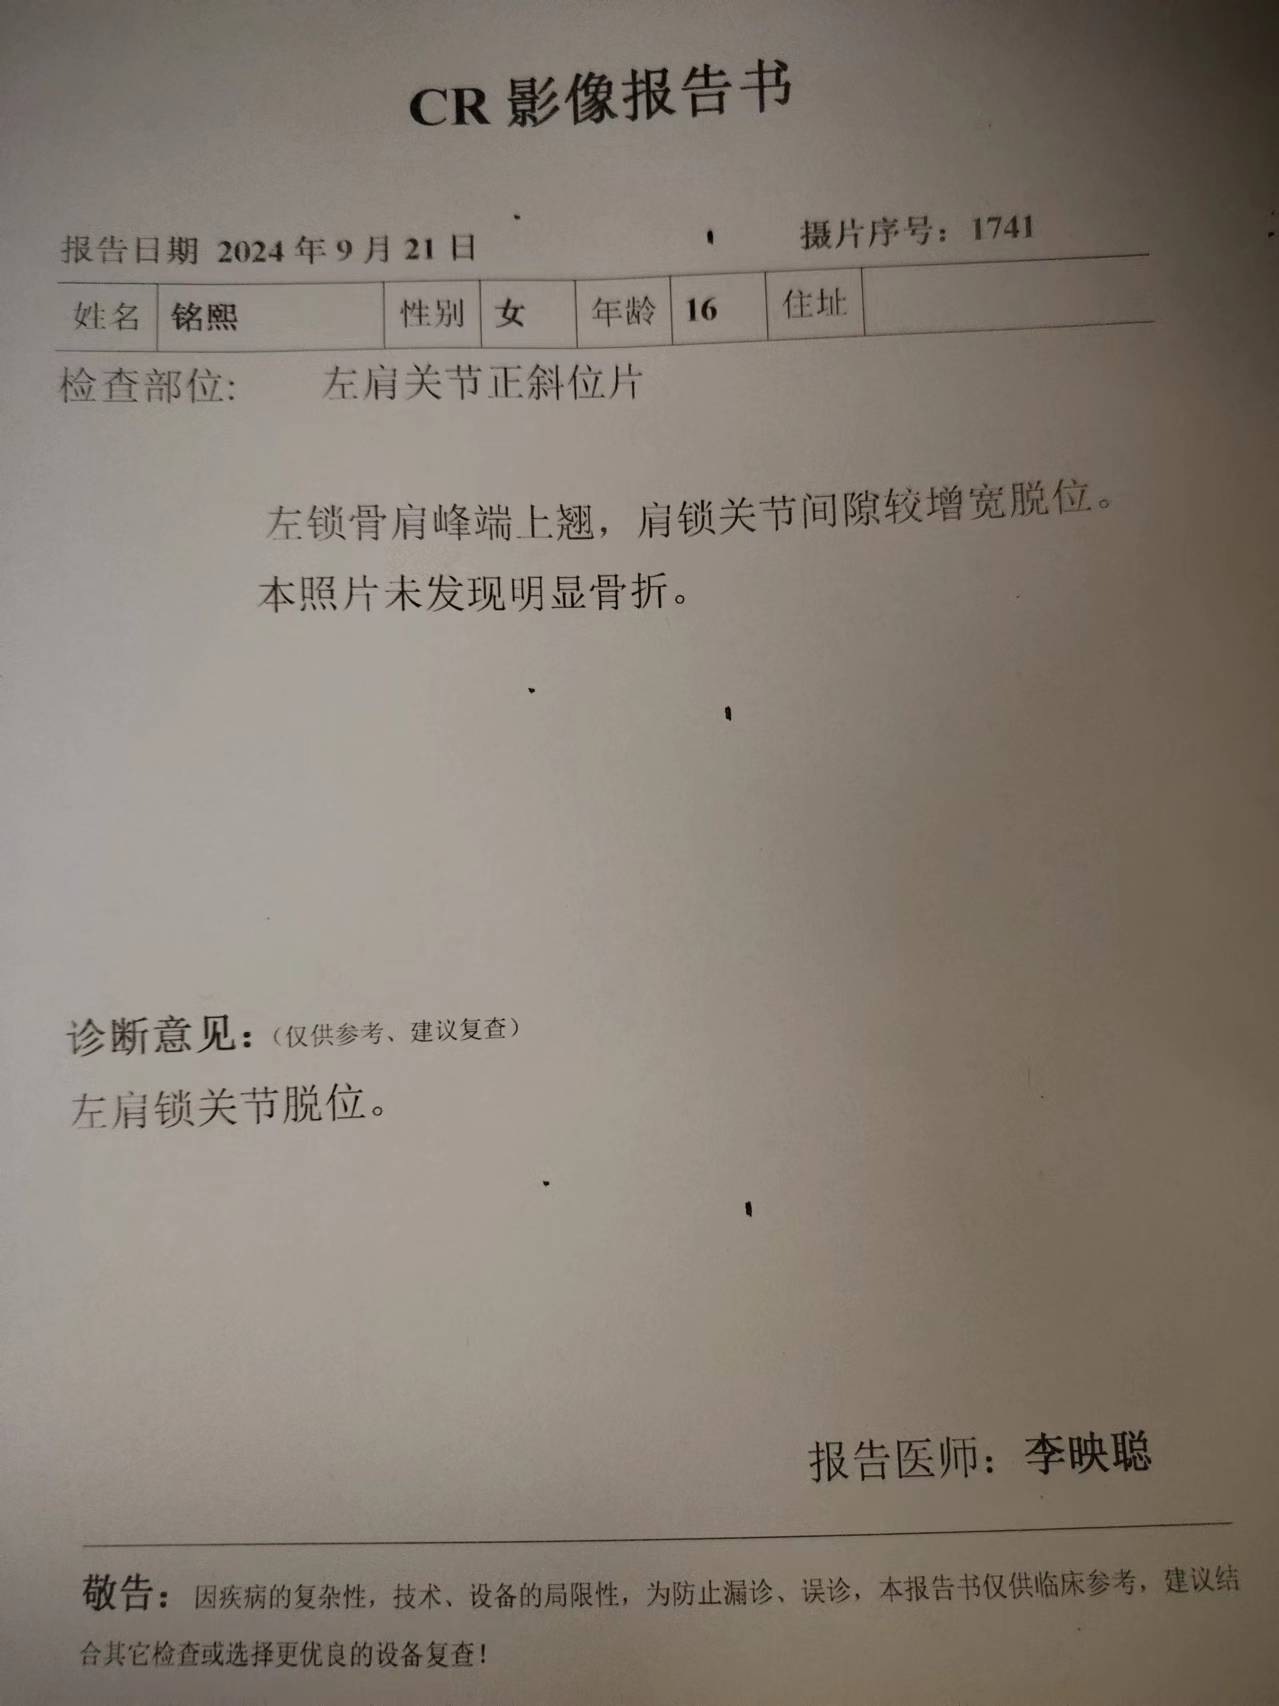 CR 影像报告书
报告日期 2024 年 9 月 21 日 摄片序号：1741
姓名 铭熙 性别 女 年龄 16 住址
检查部位: 左肩关节正斜位片
左锁骨肩峰端上翘，肩锁关节间隙较增宽脱位。
本照片未发现明显骨折。
诊断意见：（仅供参考、建议复查）
左肩锁关节脱位。
报告医师：李映聪
敬告：因疾病的复杂性，技术、设备的局限性，为防止漏诊、误诊，本报告书仅供临床参考，建议结
合其它检查或选择更优良的设备复查！